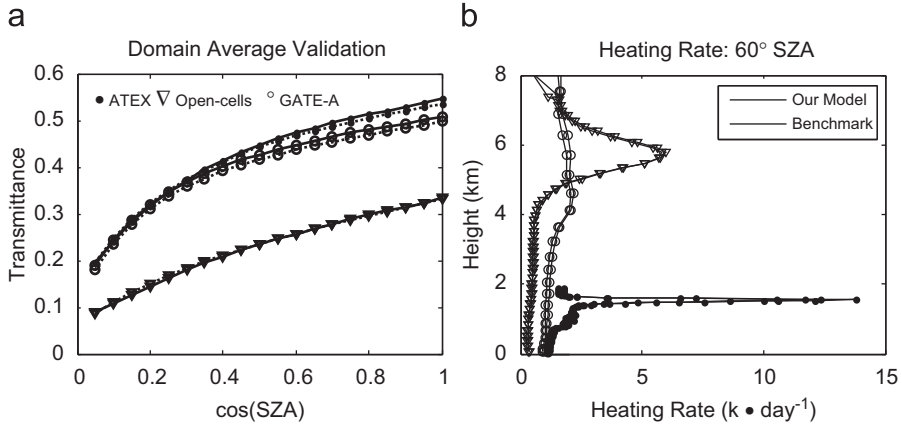 a
Domain Average Validation
0.6
0.5
0.4
0.3
0.2
0.1
0
● ATEX ∇ Open-cells ○ GATE-A
Transmittance
0 0.2 0.4 0.6 0.8 1
cos(SZA)
b
Heating Rate: 60° SZA
8
6
4
2
0
Our Model
Benchmark
Height (km)
0 5 10 15
Heating Rate (k • day⁻¹)